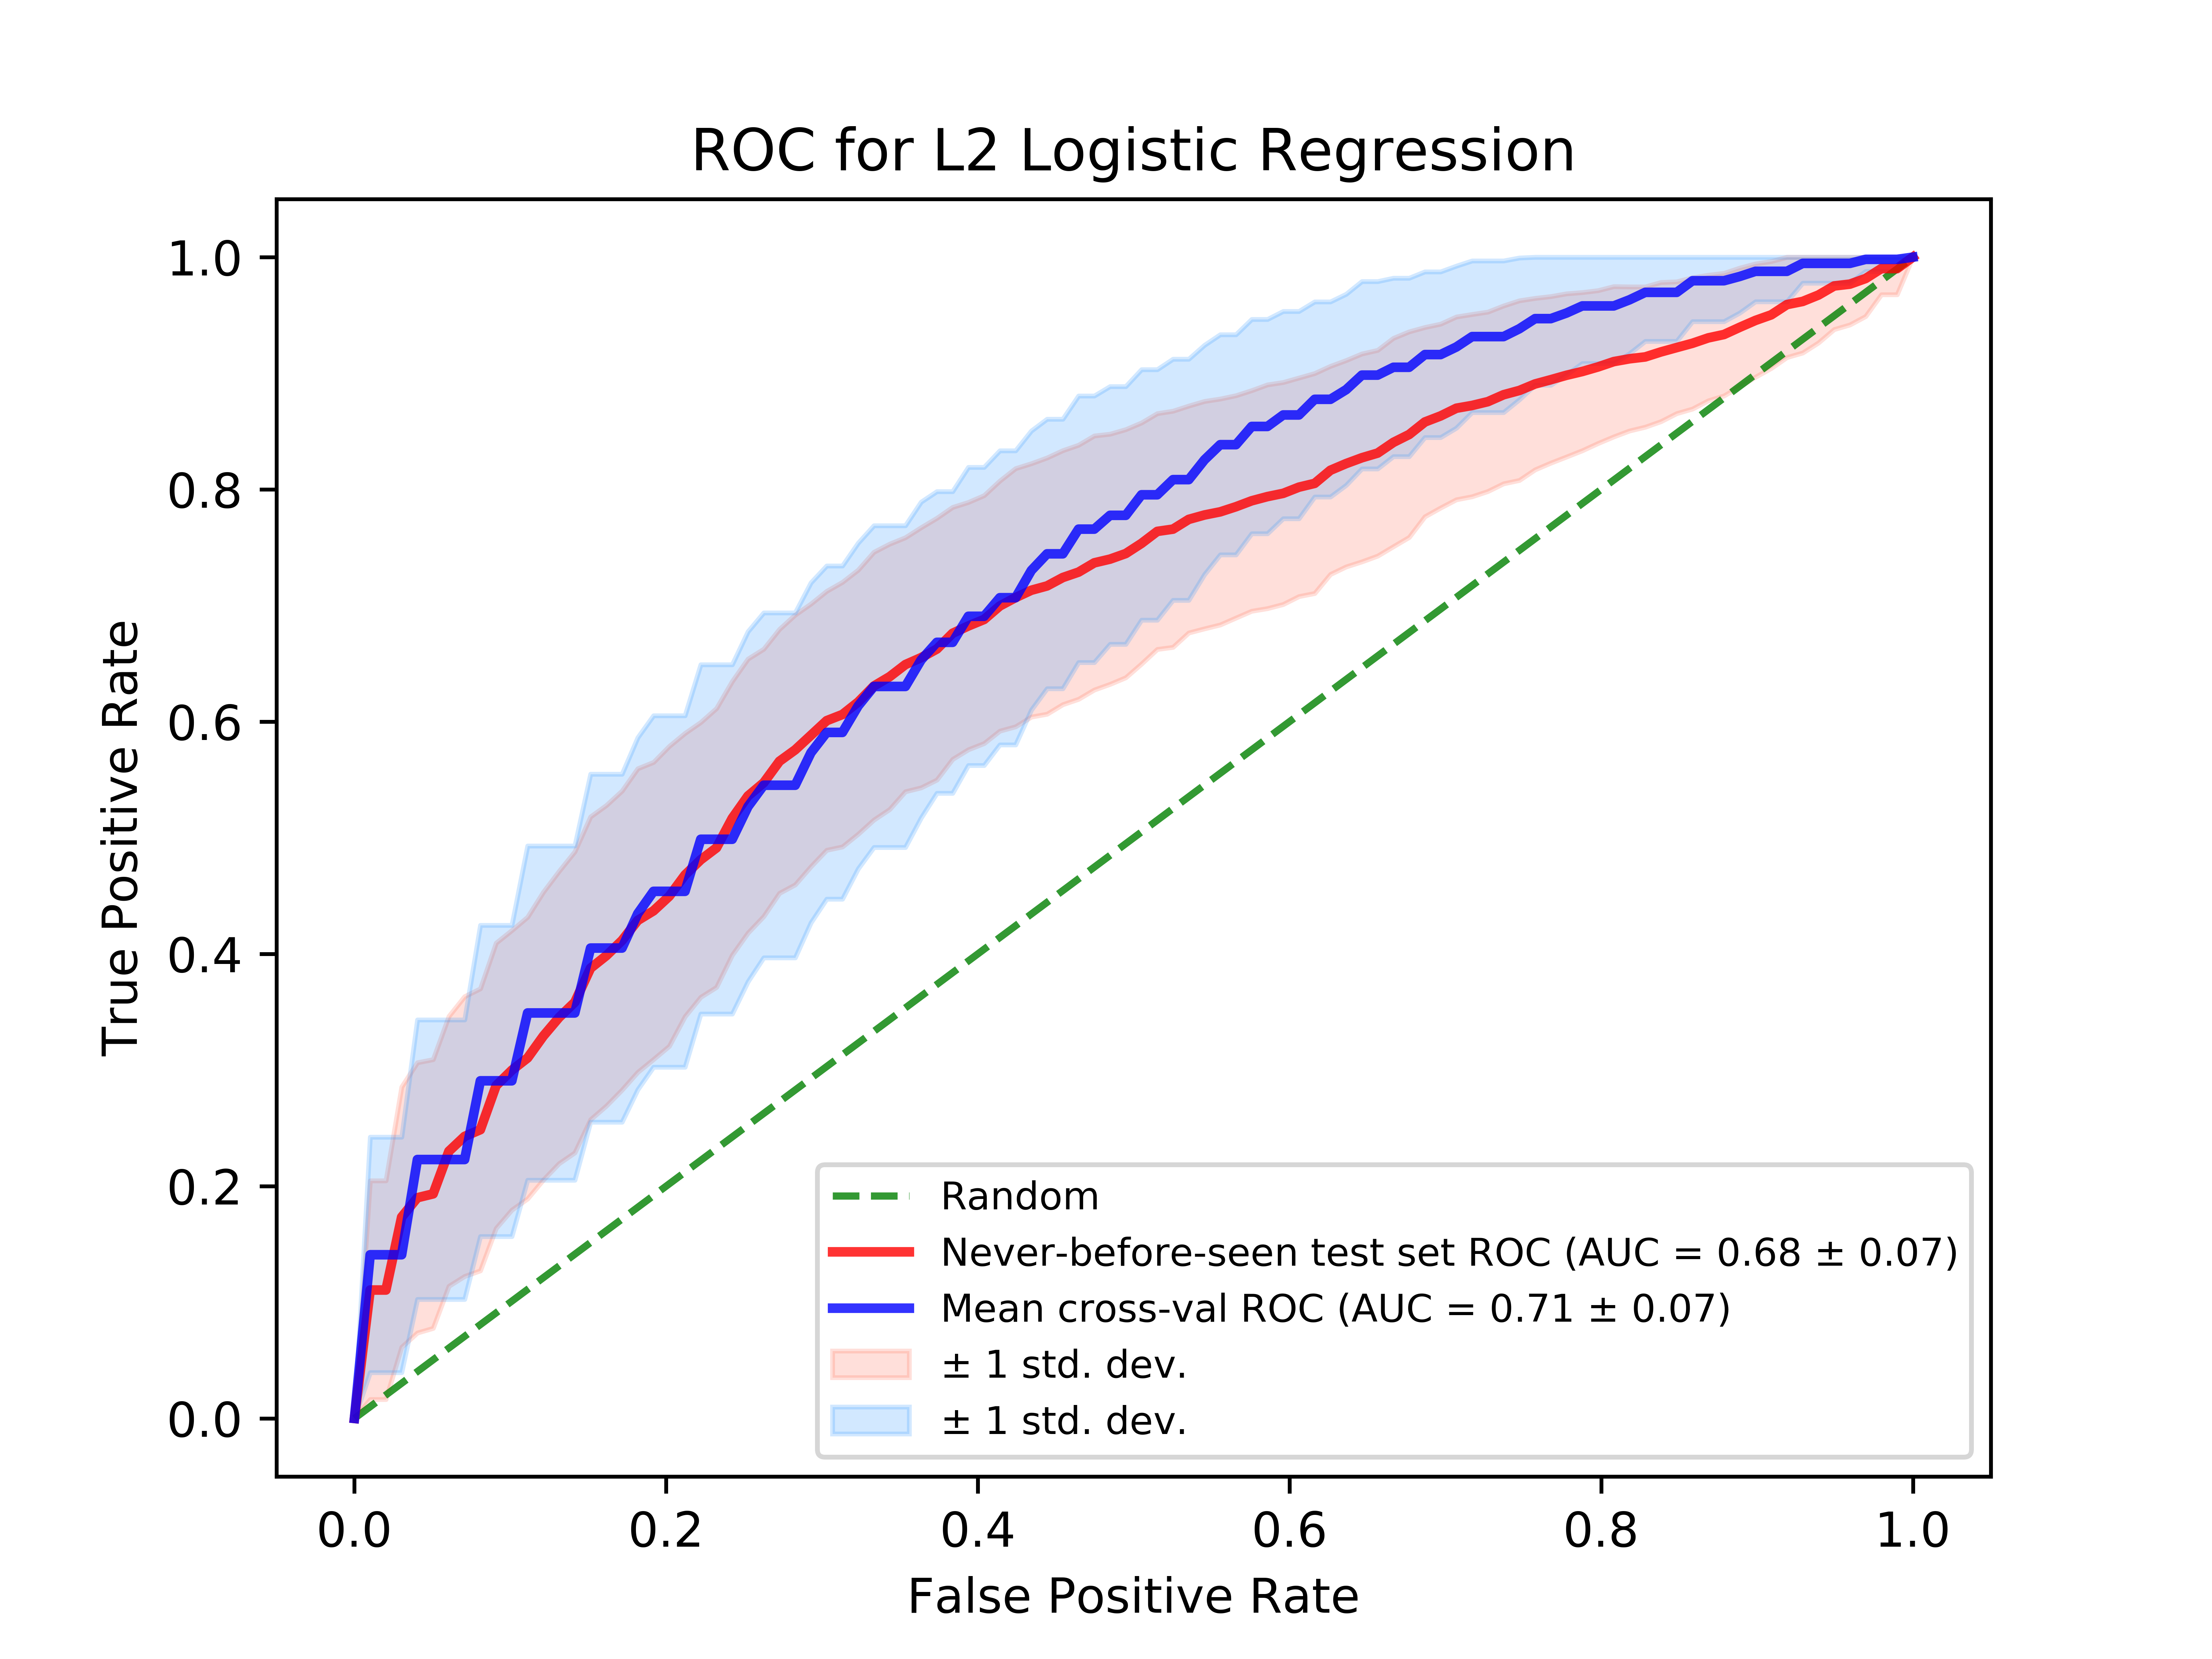 ROC for L2 Logistic Regression
True Positive Rate
1.0
0.8
0.6
0.4
0.2
0.0
Random
Never-before-seen test set ROC (AUC = 0.68 ± 0.07)
Mean cross-val ROC (AUC = 0.71 ± 0.07)
± 1 std. dev.
± 1 std. dev.
0.0 0.2 0.4 0.6 0.8 1.0
False Positive Rate